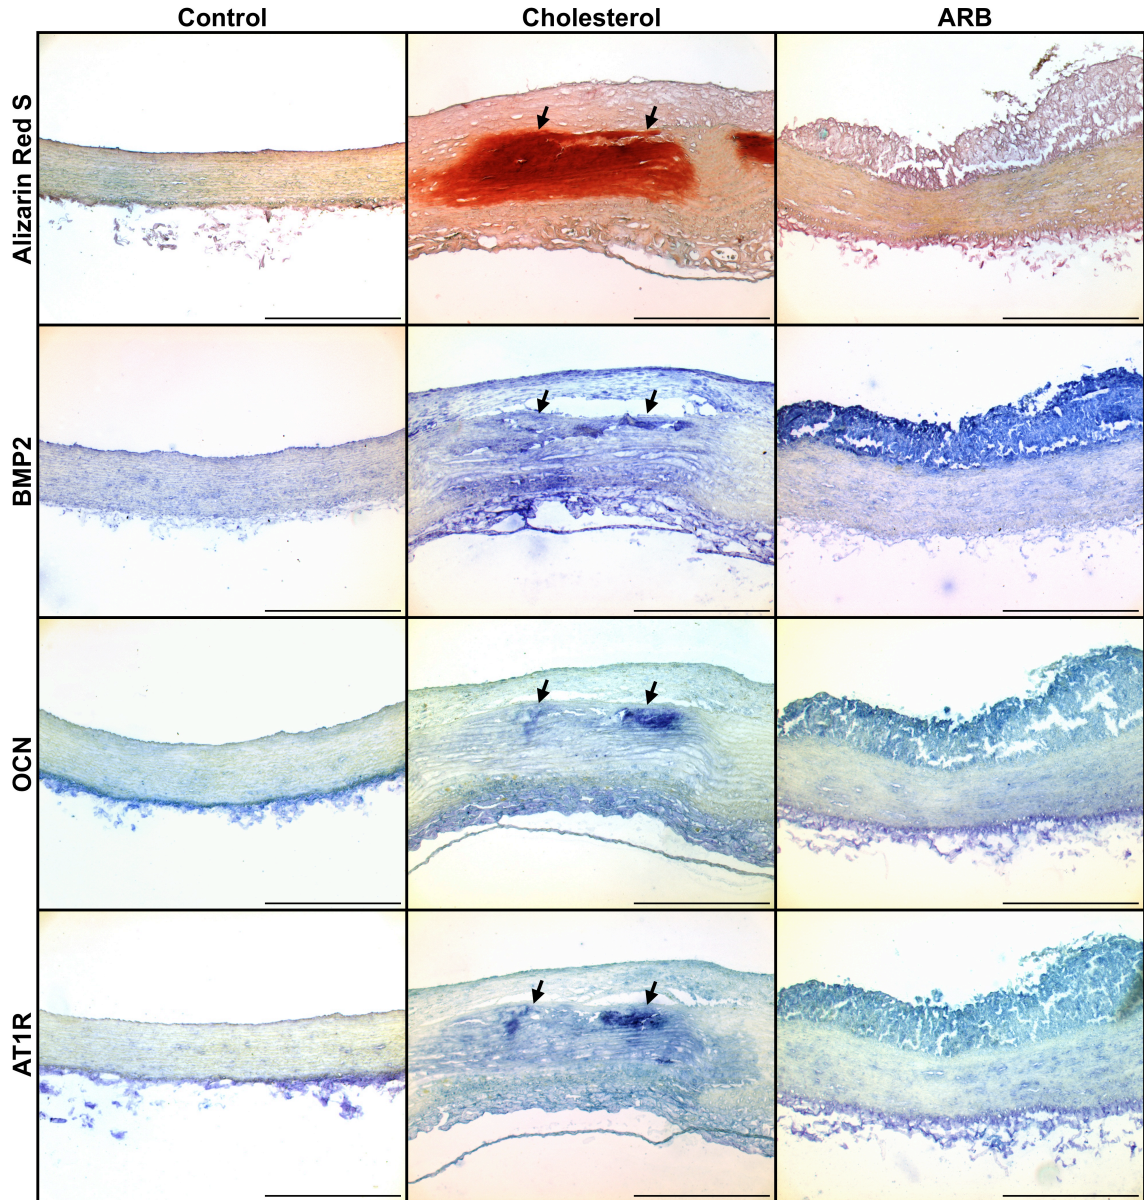 Control Cholesterol ARB
Alizarin Red S
BMP2
OCN
AT1R